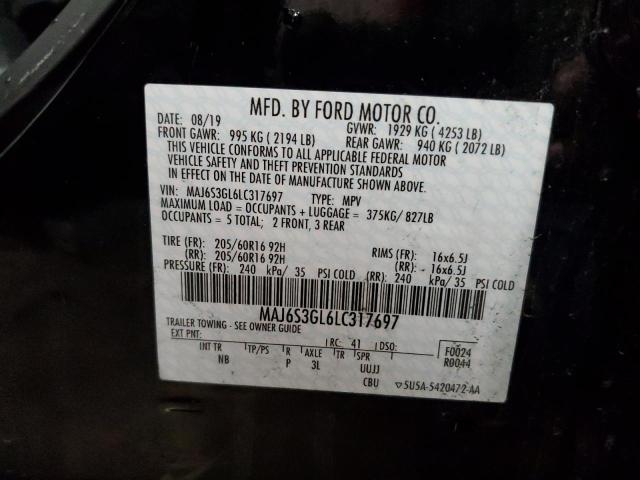 MFD. BY FORD MOTOR CO.
DATE: 08/19 GVWR: 1929 KG ( 4253 LB)
FRONT GAWR: 995 KG ( 2194 LB) REAR GAWR: 940 KG ( 2072 LB)
THIS VEHICLE CONFORMS TO ALL APPLICABLE FEDERAL MOTOR
VEHICLE SAFETY AND THEFT PREVENTION STANDARDS
IN EFFECT ON THE DATE OF MANUFACTURE SHOWN ABOVE.
VIN: MAJ6S3GL6LC317697 TYPE: MPV
MAXIMUM LOAD = OCCUPANTS + LUGGAGE = 375KG/ 827LB
OCCUPANTS = 5 TOTAL; 2 FRONT, 3 REAR
TIRE (FR): 205/60R16 92H RIMS (FR): 16x6.5J
(RR): 205/60R16 92H (RR): 16x6.5J
PRESSURE (FR): 240 kPa/ 35 PSI COLD (RR): 240 kPa/ 35 PSI COLD
MAJ6S3GL6LC317697
TRAILER TOWING - SEE OWNER GUIDE
EXT PNT: RC: 41 DSO: F0024
R0044
INT TR TP/PS R AXLE TR SPR
NB P 3L UUJJ
CBU ▽5U5A-5420472-AA